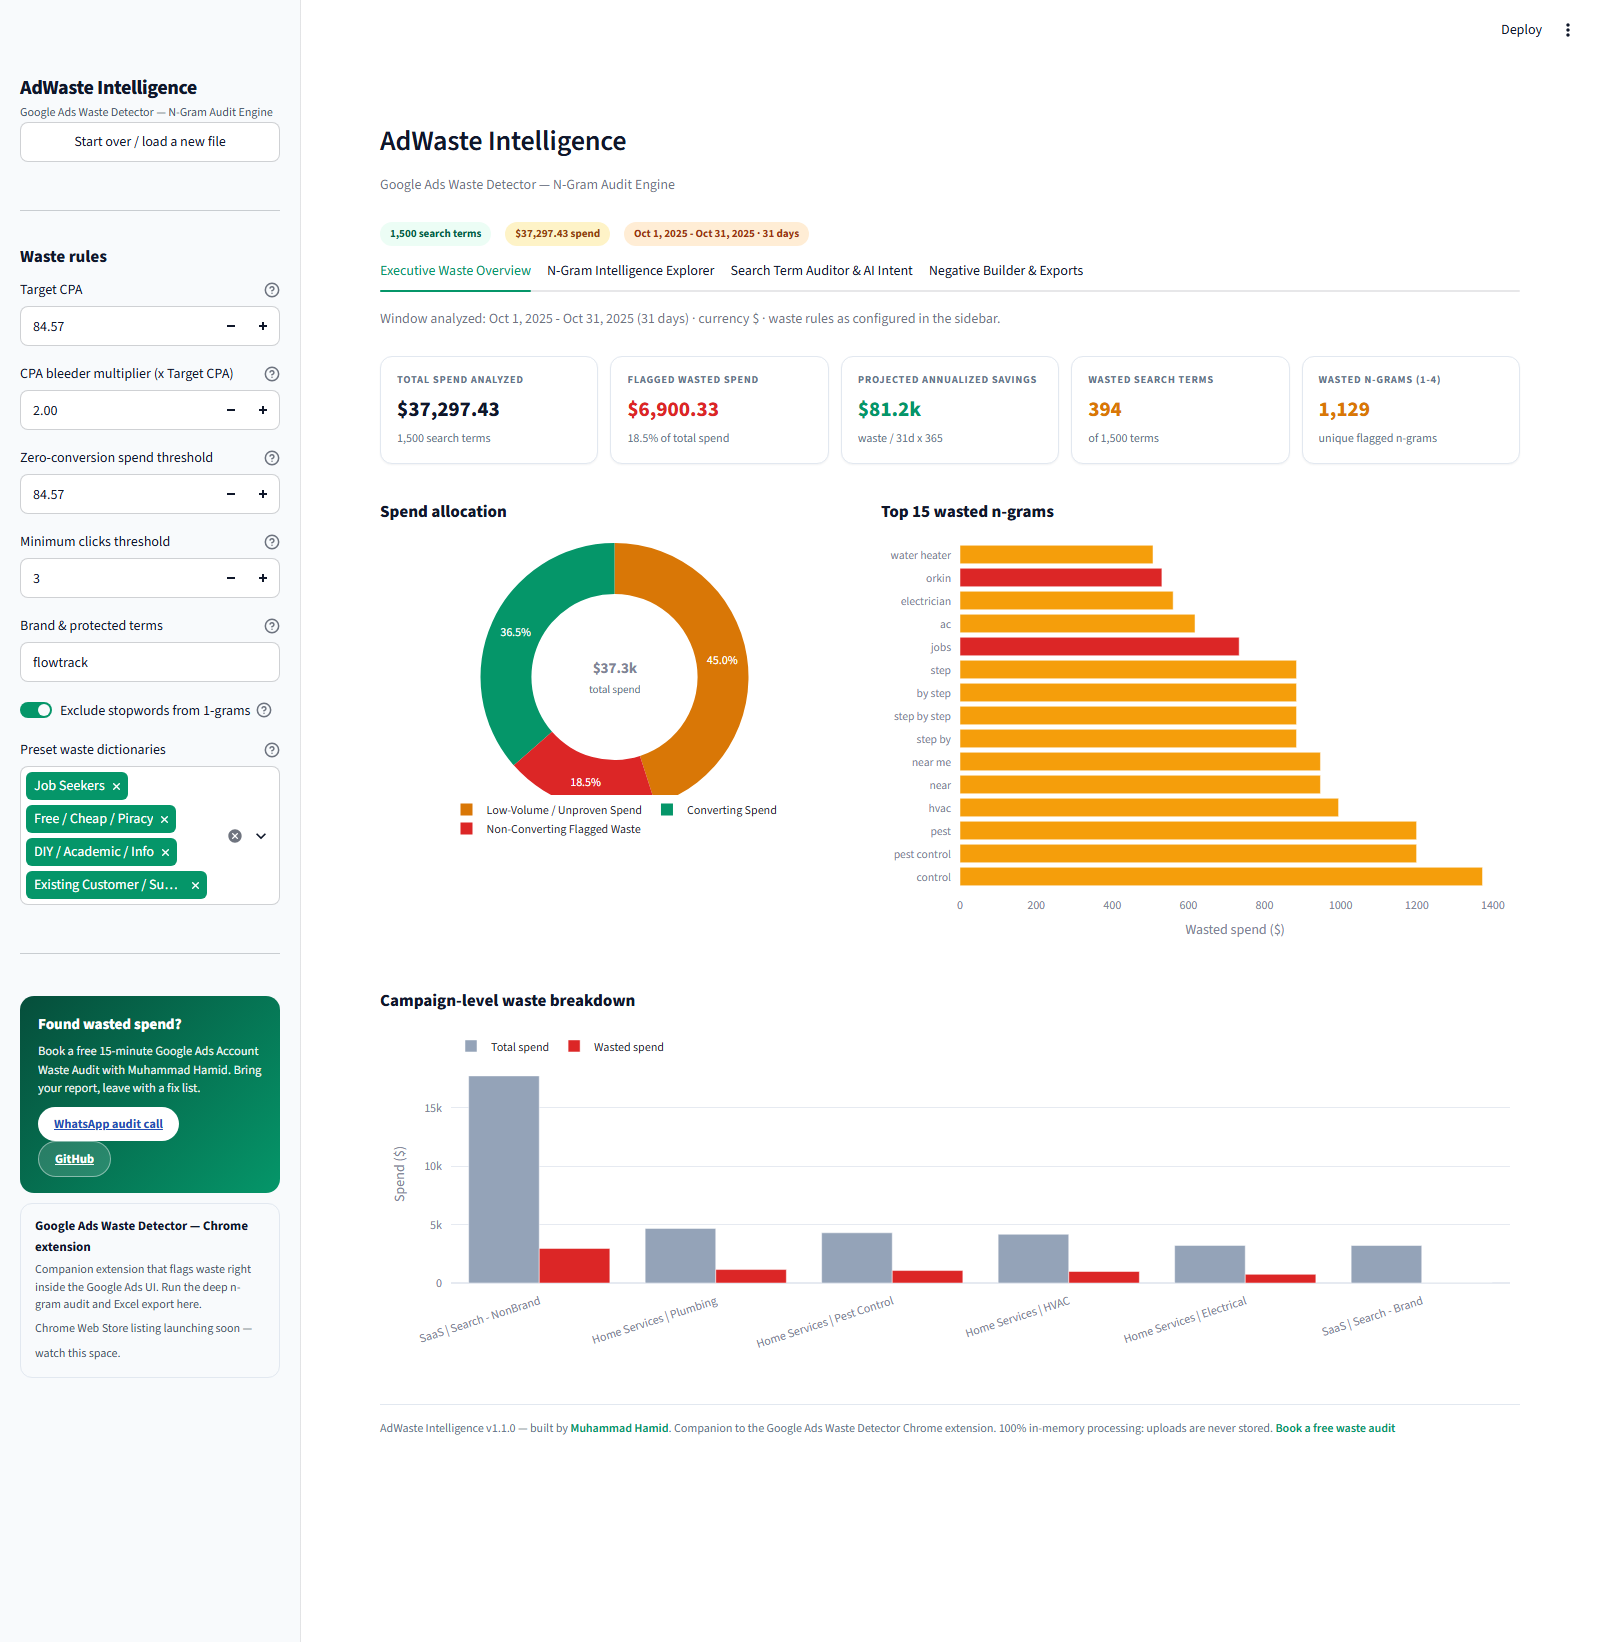 Deploy
AdWaste Intelligence
Google Ads Waste Detector — N-Gram Audit Engine
Start over / load a new file
Waste rules
Target CPA
84.57
CPA bleeder multiplier (x Target CPA)
2.00
Zero-conversion spend threshold
84.57
Minimum clicks threshold
3
Brand & protected terms
flowtrack
Exclude stopwords from 1-grams
Preset waste dictionaries
Job Seekers
Free / Cheap / Piracy
DIY / Academic / Info
Existing Customer / Su...
Found wasted spend?
Book a free 15-minute Google Ads Account
Waste Audit with Muhammad Hamid. Bring
your report, leave with a fix list.
WhatsApp audit call
GitHub
Google Ads Waste Detector — Chrome
extension
Companion extension that flags waste right
inside the Google Ads UI. Run the deep n-
gram audit and Excel export here.
Chrome Web Store listing launching soon —
watch this space.
AdWaste Intelligence
Google Ads Waste Detector — N-Gram Audit Engine
1,500 search terms
$37,297.43 spend
Oct 1, 2025 - Oct 31, 2025 · 31 days
Executive Waste Overview
N-Gram Intelligence Explorer
Search Term Auditor & AI Intent
Negative Builder & Exports
Window analyzed: Oct 1, 2025 - Oct 31, 2025 (31 days) · currency $ · waste rules as configured in the sidebar.
TOTAL SPEND ANALYZED
$37,297.43
1,500 search terms
FLAGGED WASTED SPEND
$6,900.33
18.5% of total spend
PROJECTED ANNUALIZED SAVINGS
$81.2k
waste / 31d x 365
WASTED SEARCH TERMS
394
of 1,500 terms
WASTED N-GRAMS (1-4)
1,129
unique flagged n-grams
Spend allocation
36.5%
45.0%
18.5%
$37.3k
total spend
Low-Volume / Unproven Spend
Converting Spend
Non-Converting Flagged Waste
Top 15 wasted n-grams
water heater
orkin
electrician
ac
jobs
step
by step
step by step
step by
near me
near
hvac
pest
pest control
control
0 200 400 600 800 1000 1200 1400
Wasted spend ($)
Campaign-level waste breakdown
Total spend
Wasted spend
15k
10k
5k
0
Spend ($)
SaaS | Search - NonBrand
Home Services | Plumbing
Home Services | Pest Control
Home Services | HVAC
Home Services | Electrical
SaaS | Search - Brand
AdWaste Intelligence v1.1.0 — built by Muhammad Hamid. Companion to the Google Ads Waste Detector Chrome extension. 100% in-memory processing: uploads are never stored. Book a free waste audit